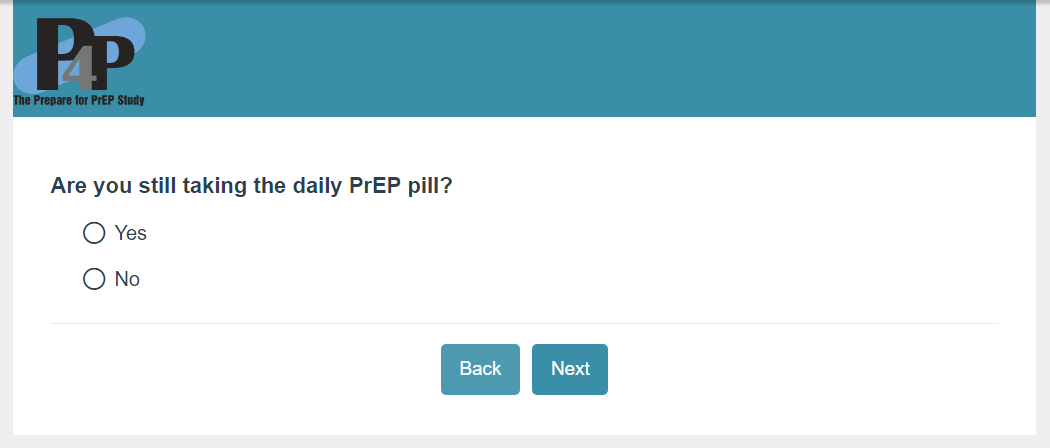 P4P
The Prepare for PrEP Study
Are you still taking the daily PrEP pill?
Yes
No
Back Next